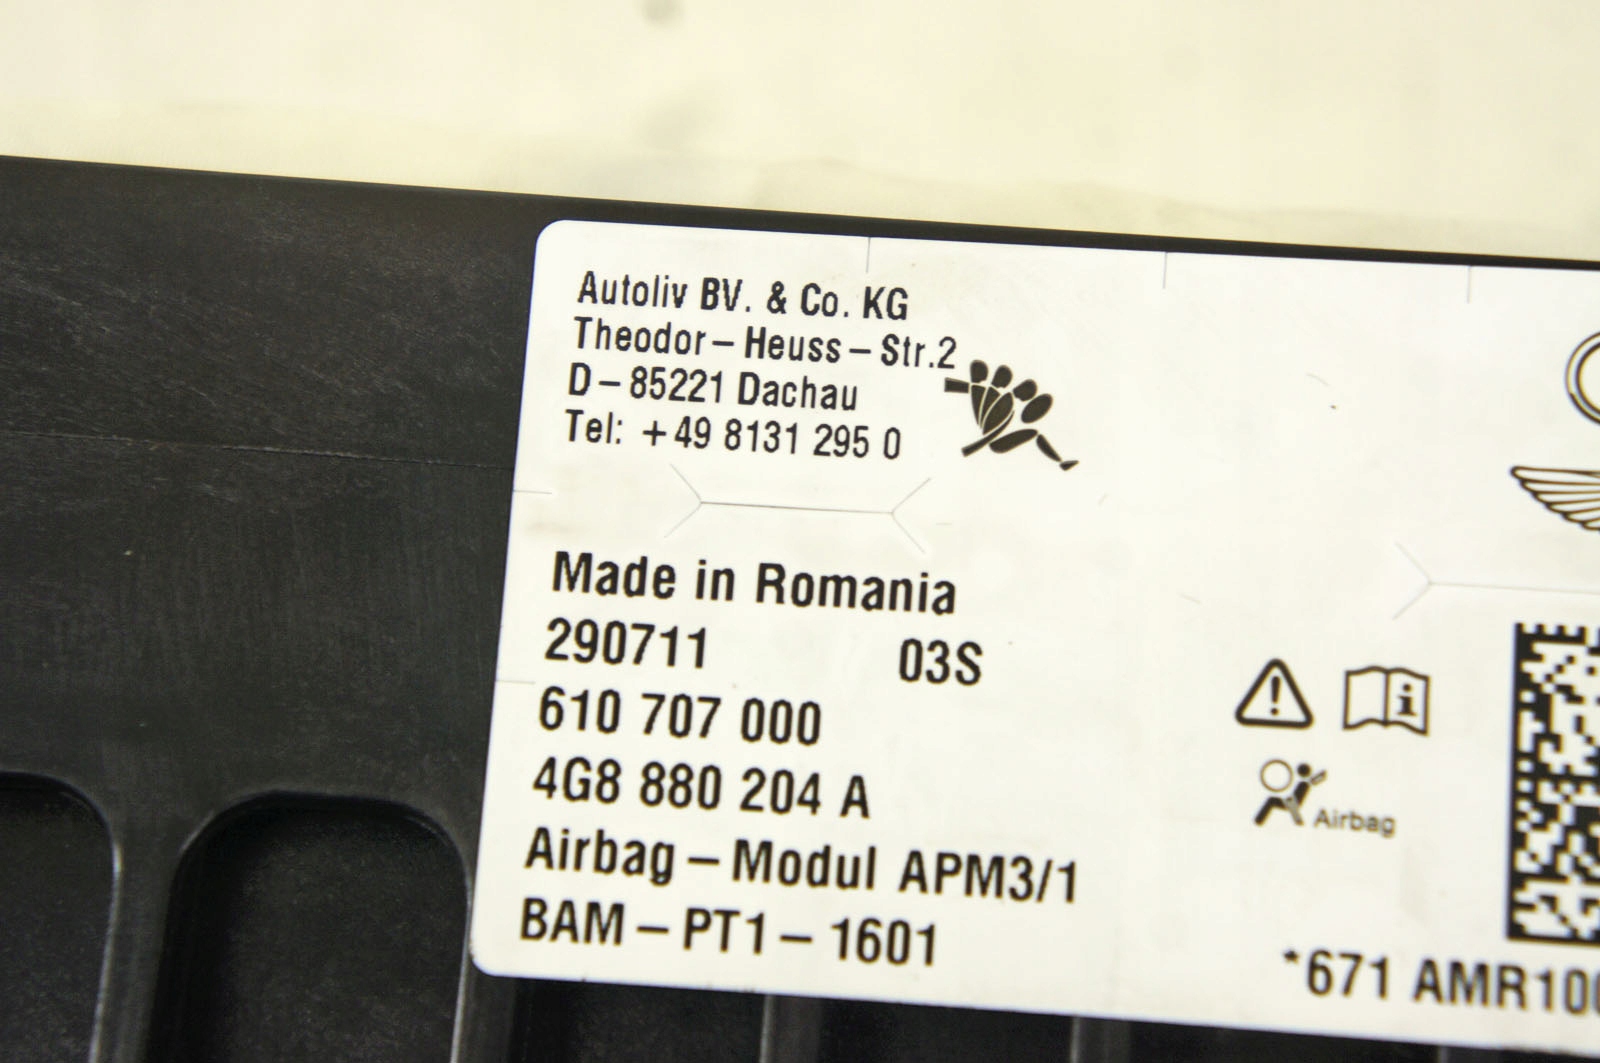 Autoliv BV. & Co. KG
Theodor – Heuss – Str.2
D – 85221 Dachau
Tel: +49 8131 295 0
Made in Romania
290711 03S
610 707 000
4G8 880 204 A
Airbag – Modul APM3/1
BAM – PT1 – 1601
Airbag
*671 AMR100